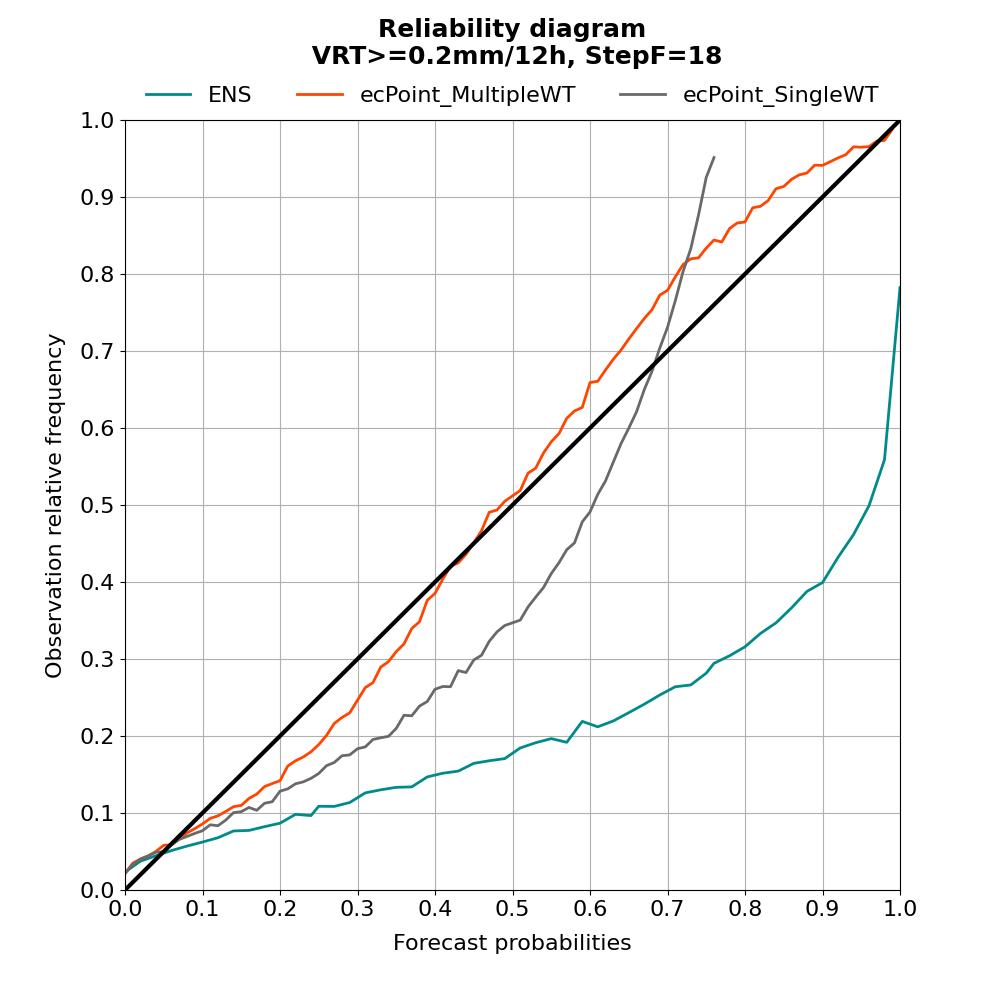 Reliability diagram
VRT>=0.2mm/12h, StepF=18
ENS ecPoint_MultipleWT ecPoint_SingleWT
1.0
0.9
0.8
0.7
0.6
0.5
0.4
0.3
0.2
0.1
0.0
Observation relative frequency
0.0 0.1 0.2 0.3 0.4 0.5 0.6 0.7 0.8 0.9 1.0
Forecast probabilities